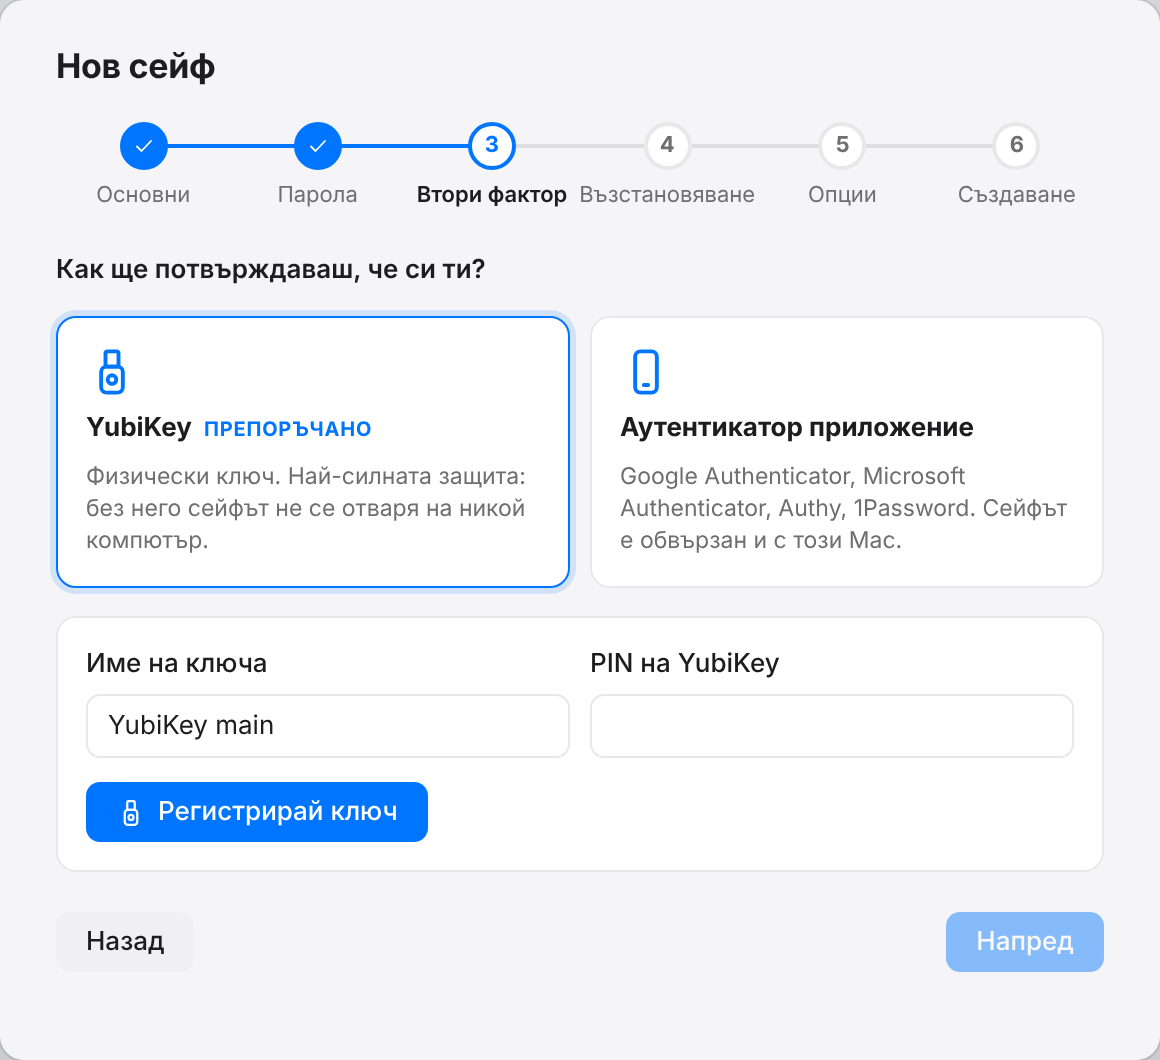 Нов сейф
3
4
5
6
Основни
Парола
Втори фактор
Възстановяване
Опции
Създаване
Как ще потвърждаваш, че си ти?
YubiKey ПРЕПОРЪЧАНО
Физически ключ. Най-силната защита:
без него сейфът не се отваря на никой
компютър.
Аутентикатор приложение
Google Authenticator, Microsoft
Authenticator, Authy, 1Password. Сейфът
е обвързан и с този Mac.
Име на ключа
YubiKey main
PIN на YubiKey
Регистрирай ключ
Назад
Напред